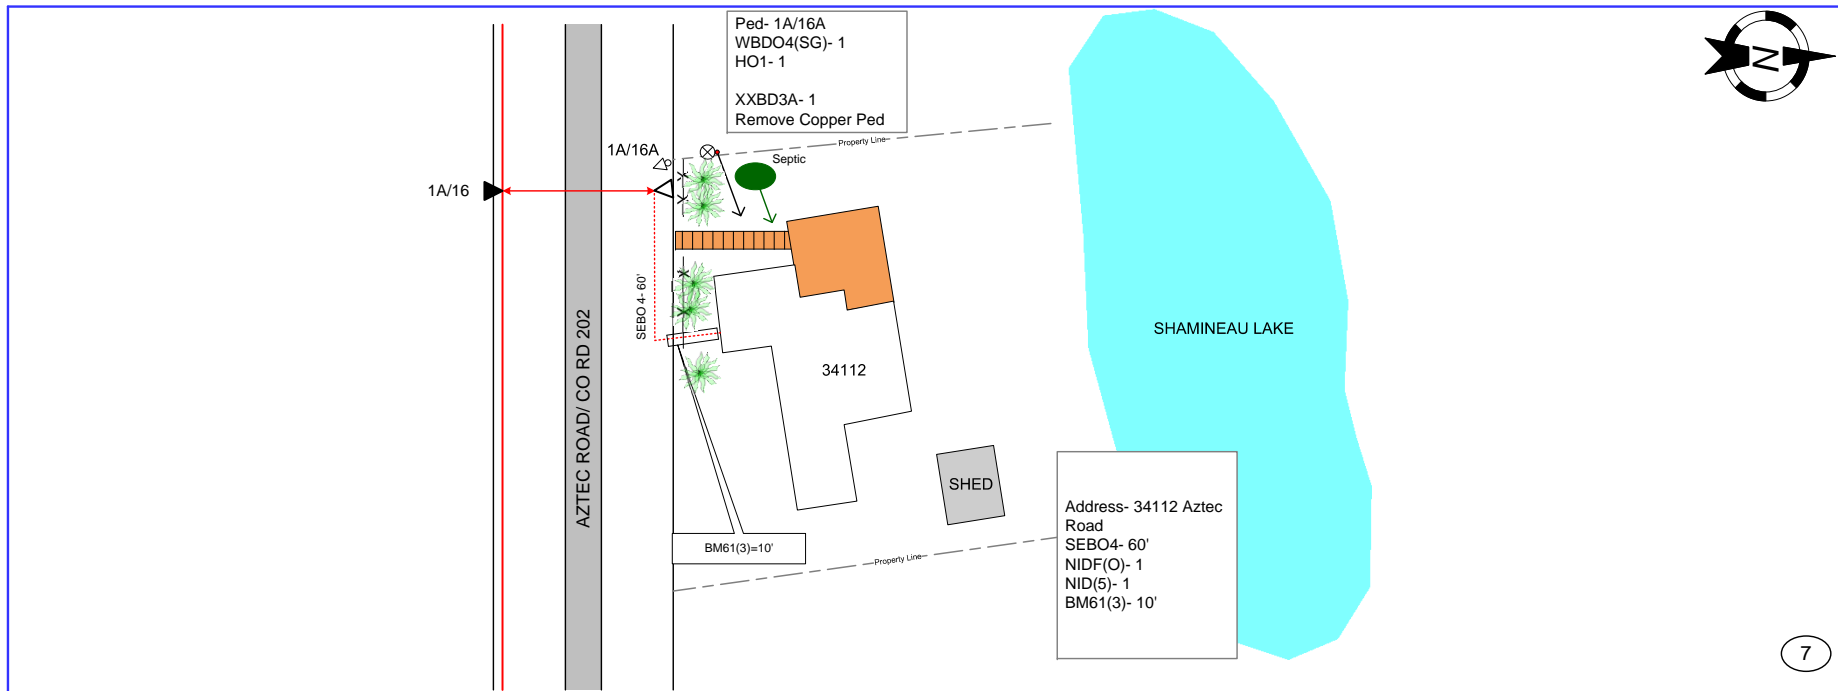 Ped- 1A/16A
WBDO4(SG)- 1
HO1- 1
XXBD3A- 1
Remove Copper Ped
N
Property Line
1A/16A
Septic
1A/16
SEBO 4- 60'
AZTEC ROAD/ CO RD 202
SHAMINEAU LAKE
34112
SHED
BM61(3)=10'
Property Line
Address- 34112 Aztec
Road
SEBO4- 60'
NIDF(O)- 1
NID(5)- 1
BM61(3)- 10'
7